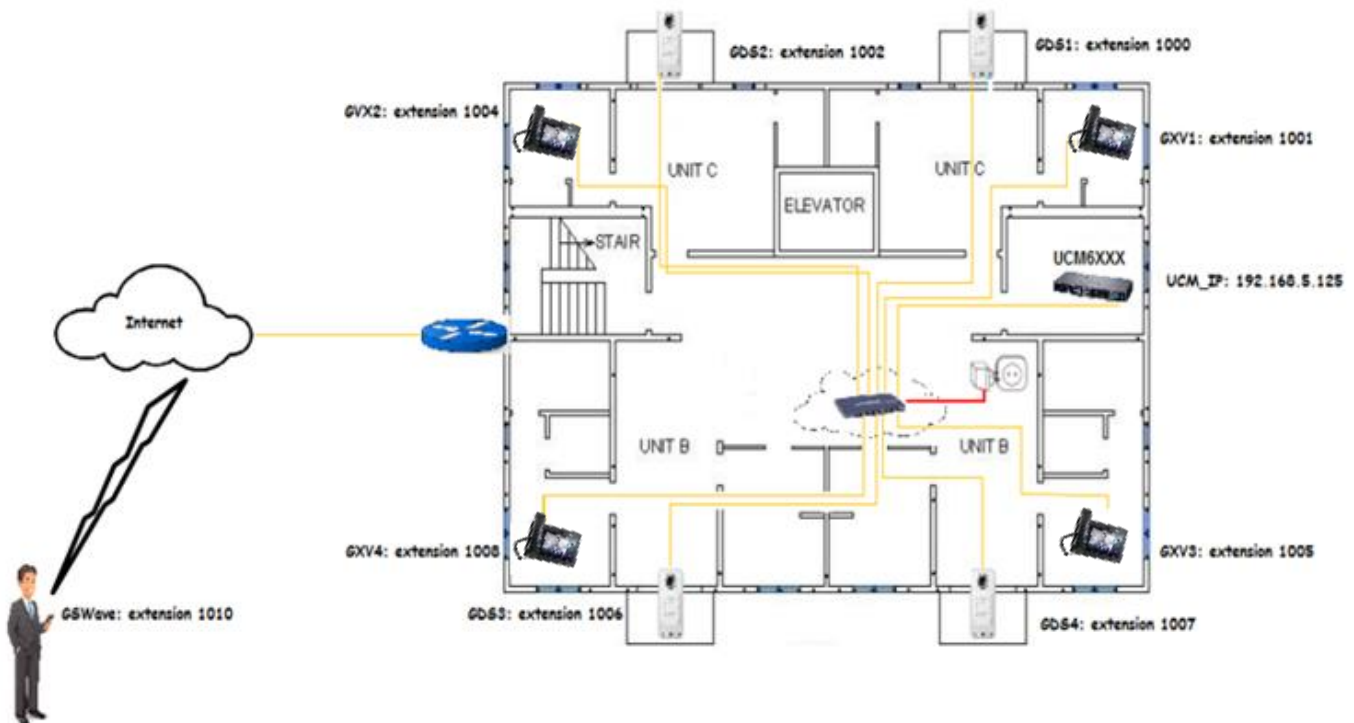 GDS2: extension 1002
GDS1: extension 1000
GVX2: extension 1004
GXV1: extension 1001
UNIT C
UNIT C
ELEVATOR
STAIR
UCM6XXX
UCM_IP: 192.168.5.125
Internet
UNIT B
UNIT B
GXV4: extension 1008
GXV3: extension 1005
GSWave: extension 1010
GDS3: extension 1006
GDS4: extension 1007